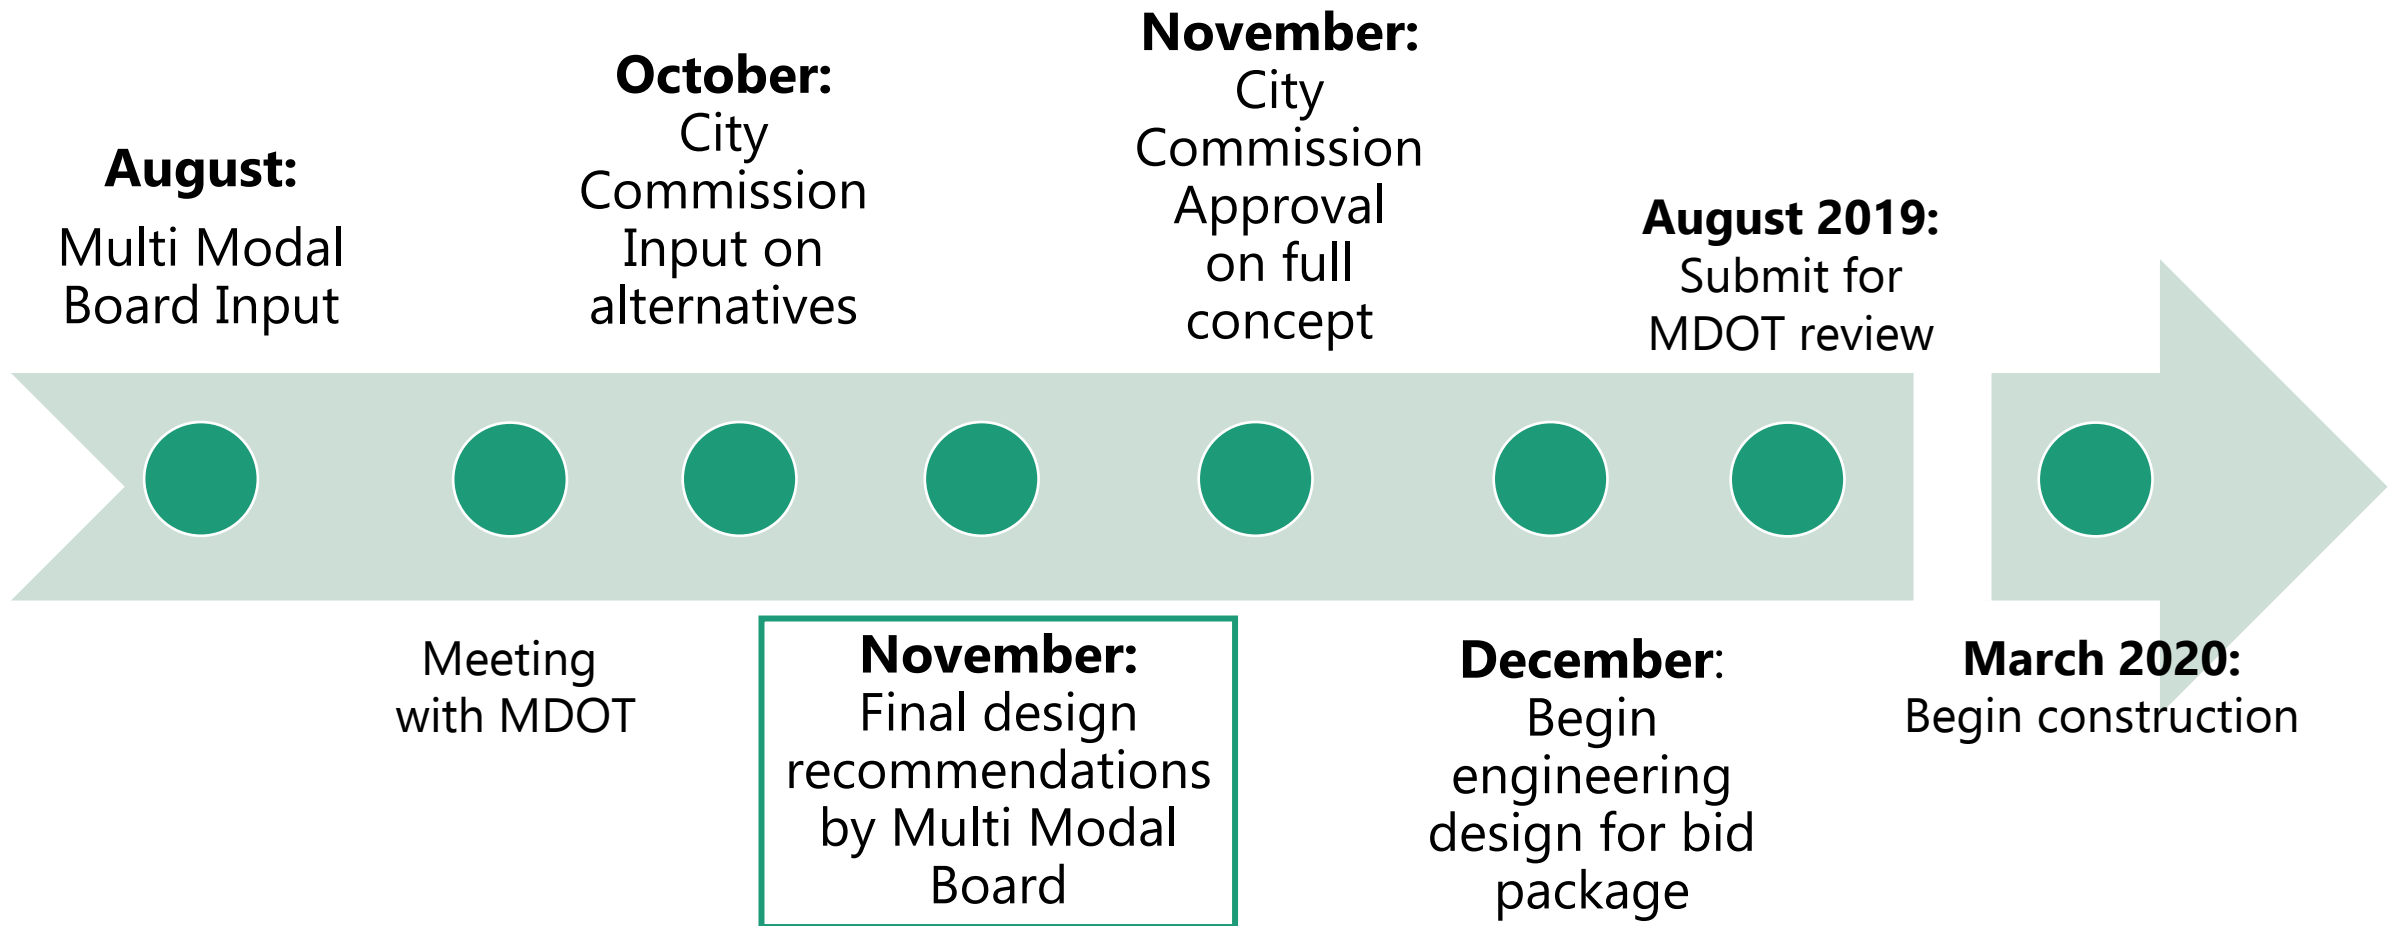 August:
Multi Modal
Board Input
Meeting
with MDOT
October:
City
Commission
Input on
alternatives
November:
Final design
recommendations
by Multi Modal
Board
November:
City
Commission
Approval
on full
concept
December:
Begin
engineering
design for bid
package
August 2019:
Submit for
MDOT review
March 2020:
Begin construction